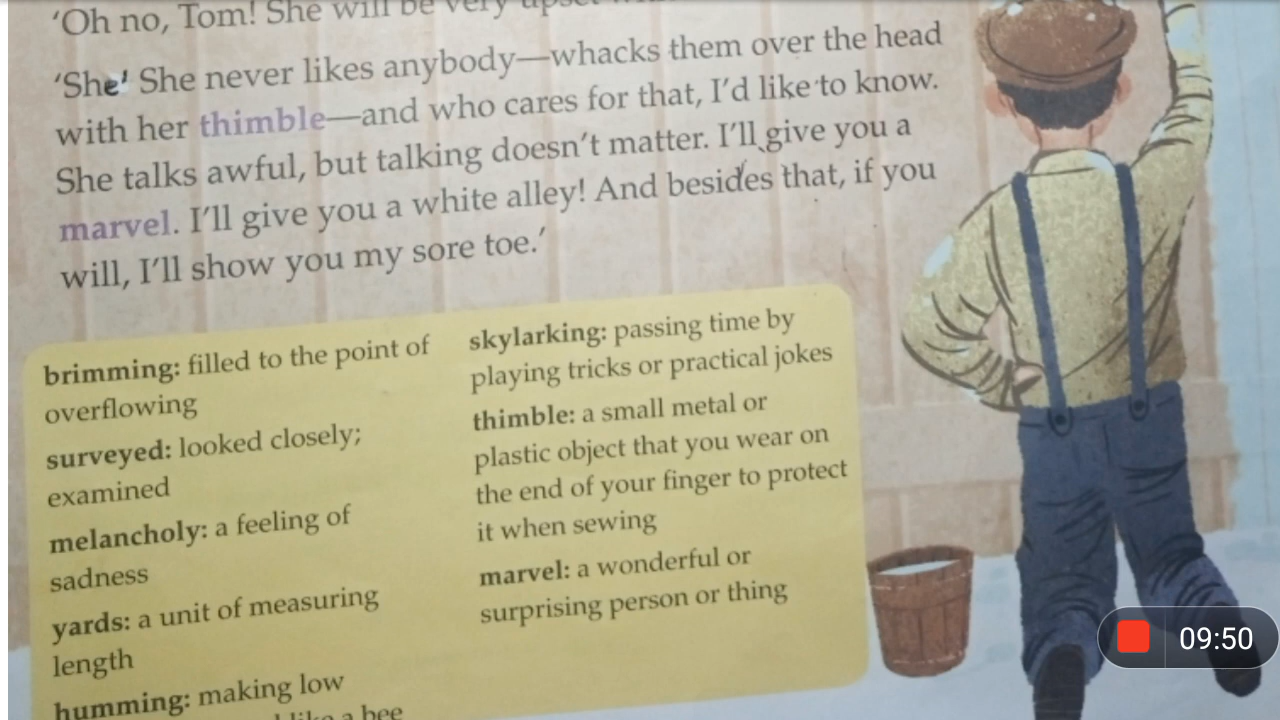 'Oh no, Tom! She will be very upset
'She' She never likes anybody—whacks them over the head
with her thimble—and who cares for that, I'd like to know.
She talks awful, but talking doesn't matter. I'll give you a
marvel. I'll give you a white alley! And besides that, if you
will, I'll show you my sore toe.'
brimming: filled to the point of
overflowing
surveyed: looked closely;
examined
melancholy: a feeling of
sadness
yards: a unit of measuring
length
humming: making low
like a bee
skylarking: passing time by
playing tricks or practical jokes
thimble: a small metal or
plastic object that you wear on
the end of your finger to protect
it when sewing
marvel: a wonderful or
surprising person or thing
09:50